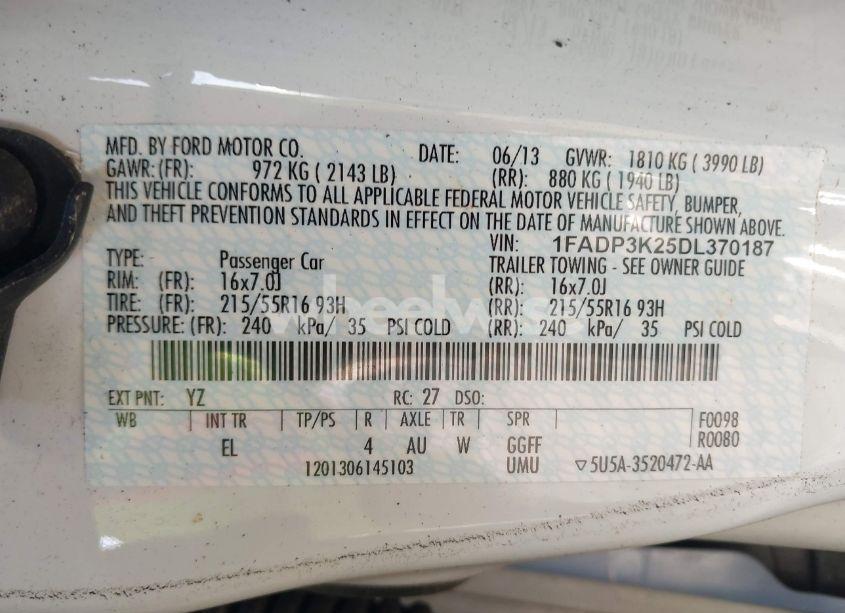 MFD. BY FORD MOTOR CO. DATE: 06/13 GVWR: 1810 KG ( 3990 LB)
GAWR: (FR): 972 KG ( 2143 LB) (RR): 880 KG ( 1940 LB)
THIS VEHICLE CONFORMS TO ALL APPLICABLE FEDERAL MOTOR VEHICLE SAFETY, BUMPER,
AND THEFT PREVENTION STANDARDS IN EFFECT ON THE DATE OF MANUFACTURE SHOWN ABOVE.
VIN: 1FADP3K25DL370187
TYPE: Passenger Car TRAILER TOWING - SEE OWNER GUIDE
RIM: (FR): 16x7.0J (RR): 16x7.0J
TIRE: (FR): 215/55R16 93H (RR): 215/55R16 93H
PRESSURE: (FR): 240 kPa/ 35 PSI COLD (RR): 240 kPa/ 35 PSI COLD
EXT PNT: YZ RC: 27 DSO:
WB INT TR TP/PS R AXLE TR SPR F0098
EL 4 AU W GGFF R0080
1201306145103 UMU ▽5U5A-3520472-AA